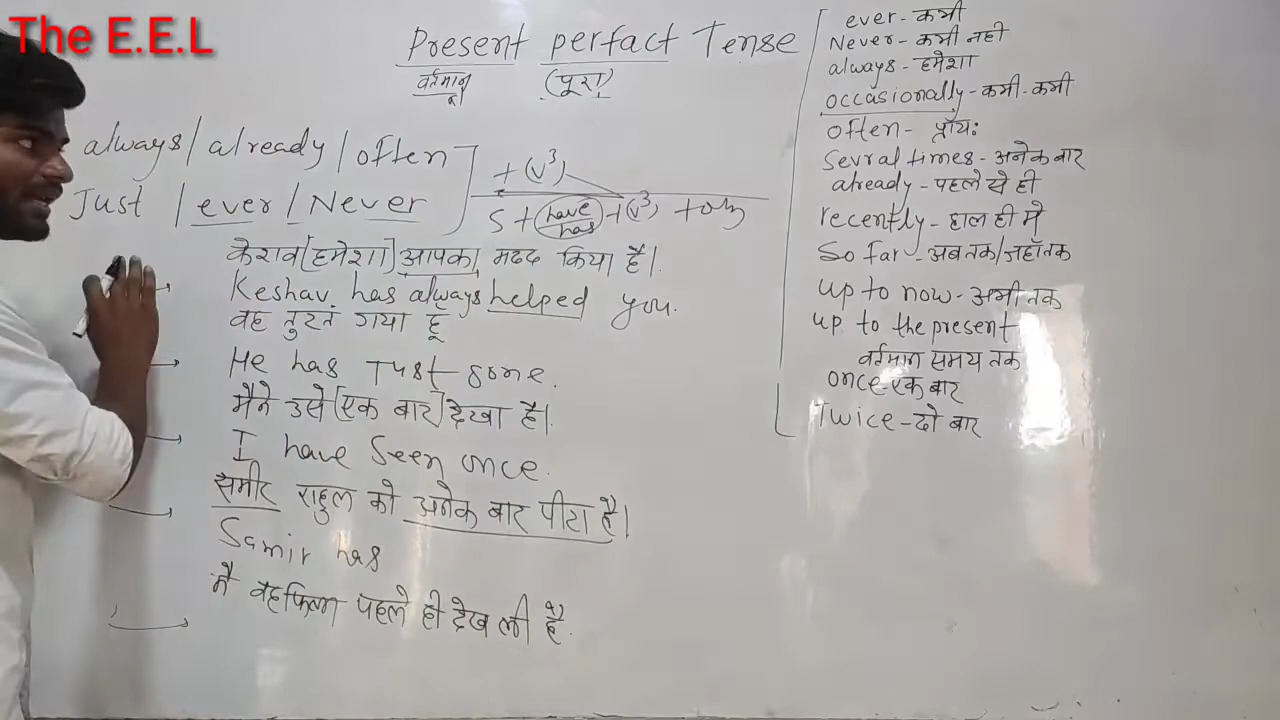 The E.E.L
Present perfact Tense
वर्तमान (पूरा)
always/already/often
Just /ever/Never
+(v³)
S+have has+(v³) +obj
केशव[हमेशा]आपका मदद किया है।
Keshav. has always helped you.
वह तुरत गया हूँ
He has Just gone.
मैने उसे[एक बार]देखा है।
I have Seen once.
समीर राहुल को अनेक बार पीटा है।
Samir has
मै वह फिल्म पहले ही देख ली है.
ever-कभी
Never-कभी नही
always-हमेशा
occasionally-कभी-कभी
often- प्रॉयः
Sevral times-अनेक बार
already-पहले से ही
recently-हाल ही मे
So far-अब तक/जहाँ तक
up to now-अभी तक
up to the present
वर्तमान समय तक
once-एक बार
Twice-दो बार